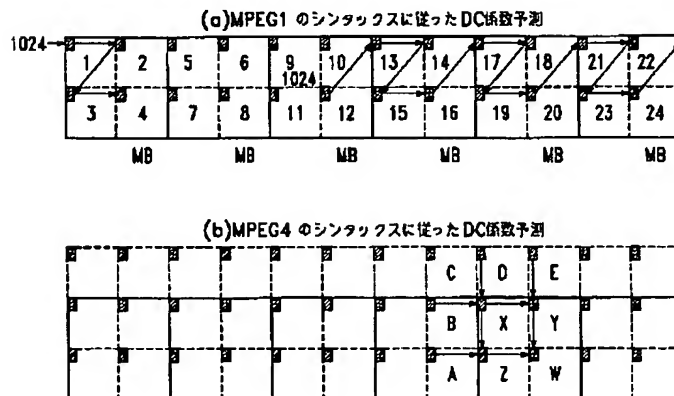 (a)MPEG1 のシンタックスに従ったDC係数予測
1024
1 2 5 6 9 10 13 14 17 18 21 22
1024
3 4 7 8 11 12 15 16 19 20 23 24
MB MB MB MB MB MB
(b)MPEG4 のシンタックスに従ったDC係数予測
C D E
B X Y
A Z W